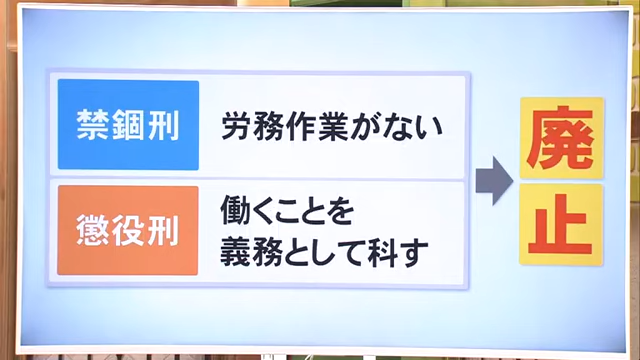 禁錮刑
労務作業がない
懲役刑
働くことを
義務として科す
廃
止